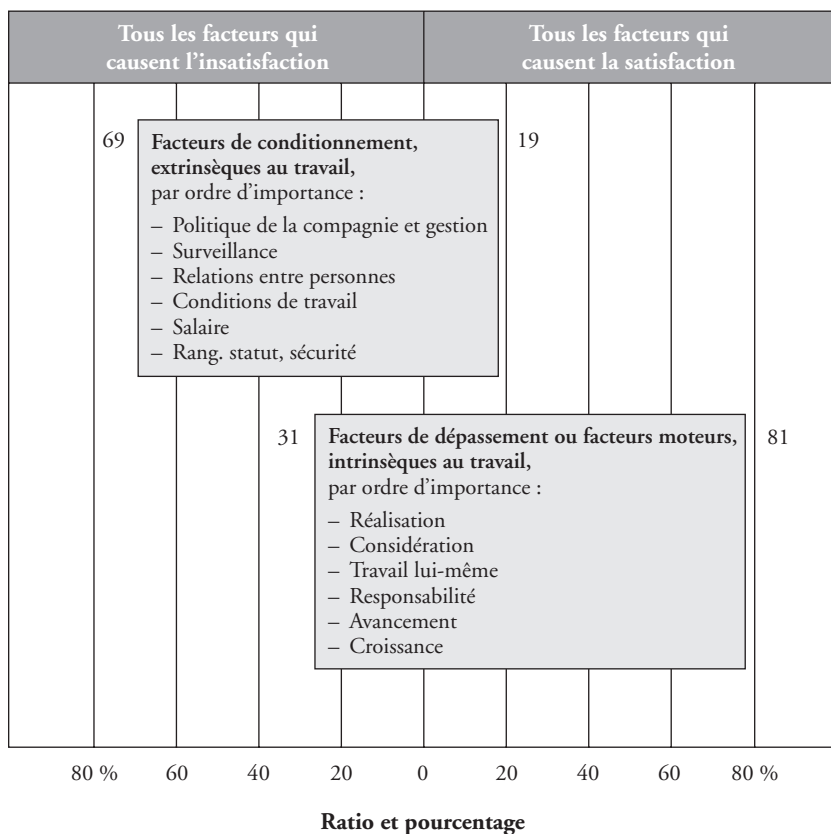 Tous les facteurs qui
causent l’insatisfaction
Tous les facteurs qui
causent la satisfaction
69
Facteurs de conditionnement,
extrinsèques au travail,
par ordre d’importance :
– Politique de la compagnie et gestion
– Surveillance
– Relations entre personnes
– Conditions de travail
– Salaire
– Rang. statut, sécurité
19
31
Facteurs de dépassement ou facteurs moteurs,
intrinsèques au travail,
par ordre d’importance :
– Réalisation
– Considération
– Travail lui-même
– Responsabilité
– Avancement
– Croissance
81
80 % 60 40 20 0 20 40 60 80 %
Ratio et pourcentage